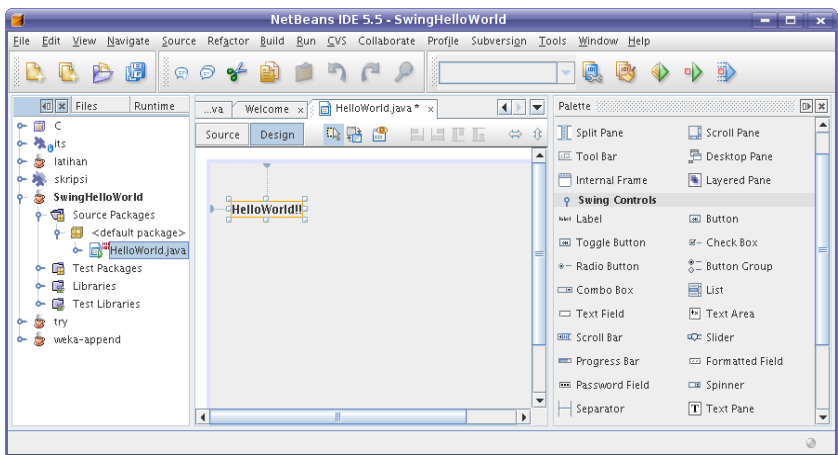 NetBeans IDE 5.5 - SwingHelloWorld
File Edit View Navigate Source Refactor Build Run CVS Collaborate Profile Subversion Tools Window Help
Files Runtime
...va Welcome x HelloWorld.java * x
Palette
Source Design
C
its
latihan
skripsi
SwingHelloWorld
Source Packages
<default package>
HelloWorld.java
Test Packages
Libraries
Test Libraries
try
weka-append
HelloWorld!!
Split Pane Scroll Pane
Tool Bar Desktop Pane
Internal Frame Layered Pane
Swing Controls
Label Button
Toggle Button Check Box
Radio Button Button Group
Combo Box List
Text Field Text Area
Scroll Bar Slider
Progress Bar Formatted Field
Password Field Spinner
Separator Text Pane